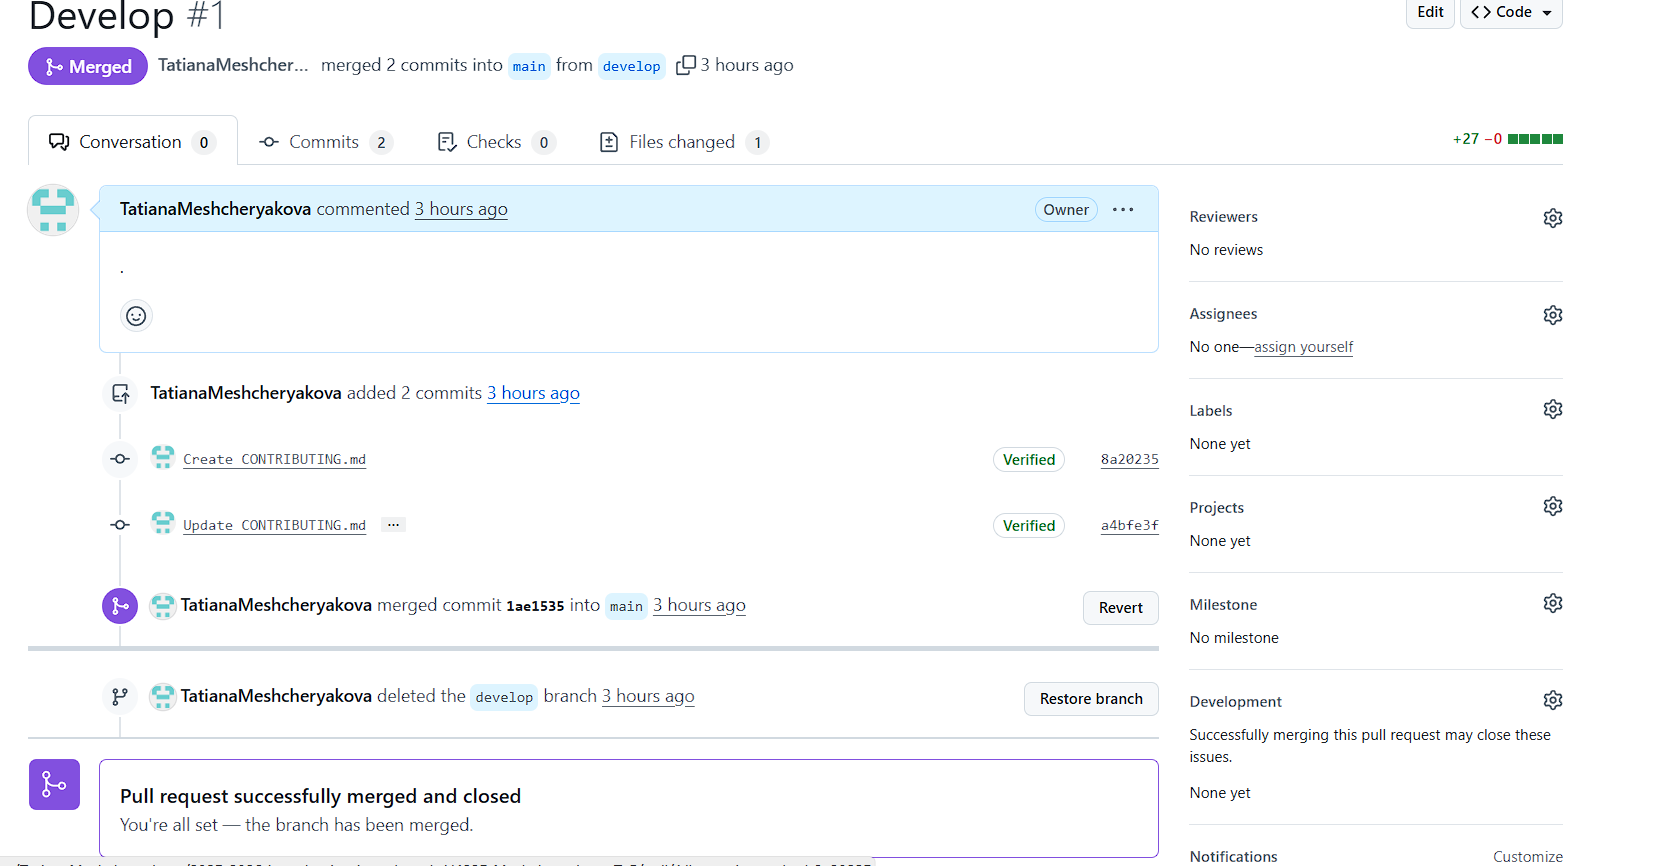 Develop #1
Edit
Code
Merged TatianaMeshcher... merged 2 commits into main from develop 3 hours ago
Conversation 0
Commits 2
Checks 0
Files changed 1
+27 −0
TatianaMeshcheryakova commented 3 hours ago
Owner
.
TatianaMeshcheryakova added 2 commits 3 hours ago
Create CONTRIBUTING.md Verified 8a20235
Update CONTRIBUTING.md ... Verified a4bfe3f
TatianaMeshcheryakova merged commit 1ae1535 into main 3 hours ago
Revert
TatianaMeshcheryakova deleted the develop branch 3 hours ago
Restore branch
Pull request successfully merged and closed
You're all set — the branch has been merged.
Reviewers
No reviews
Assignees
No one—assign yourself
Labels
None yet
Projects
None yet
Milestone
No milestone
Development
Successfully merging this pull request may close these
issues.
None yet
Notifications
Customize